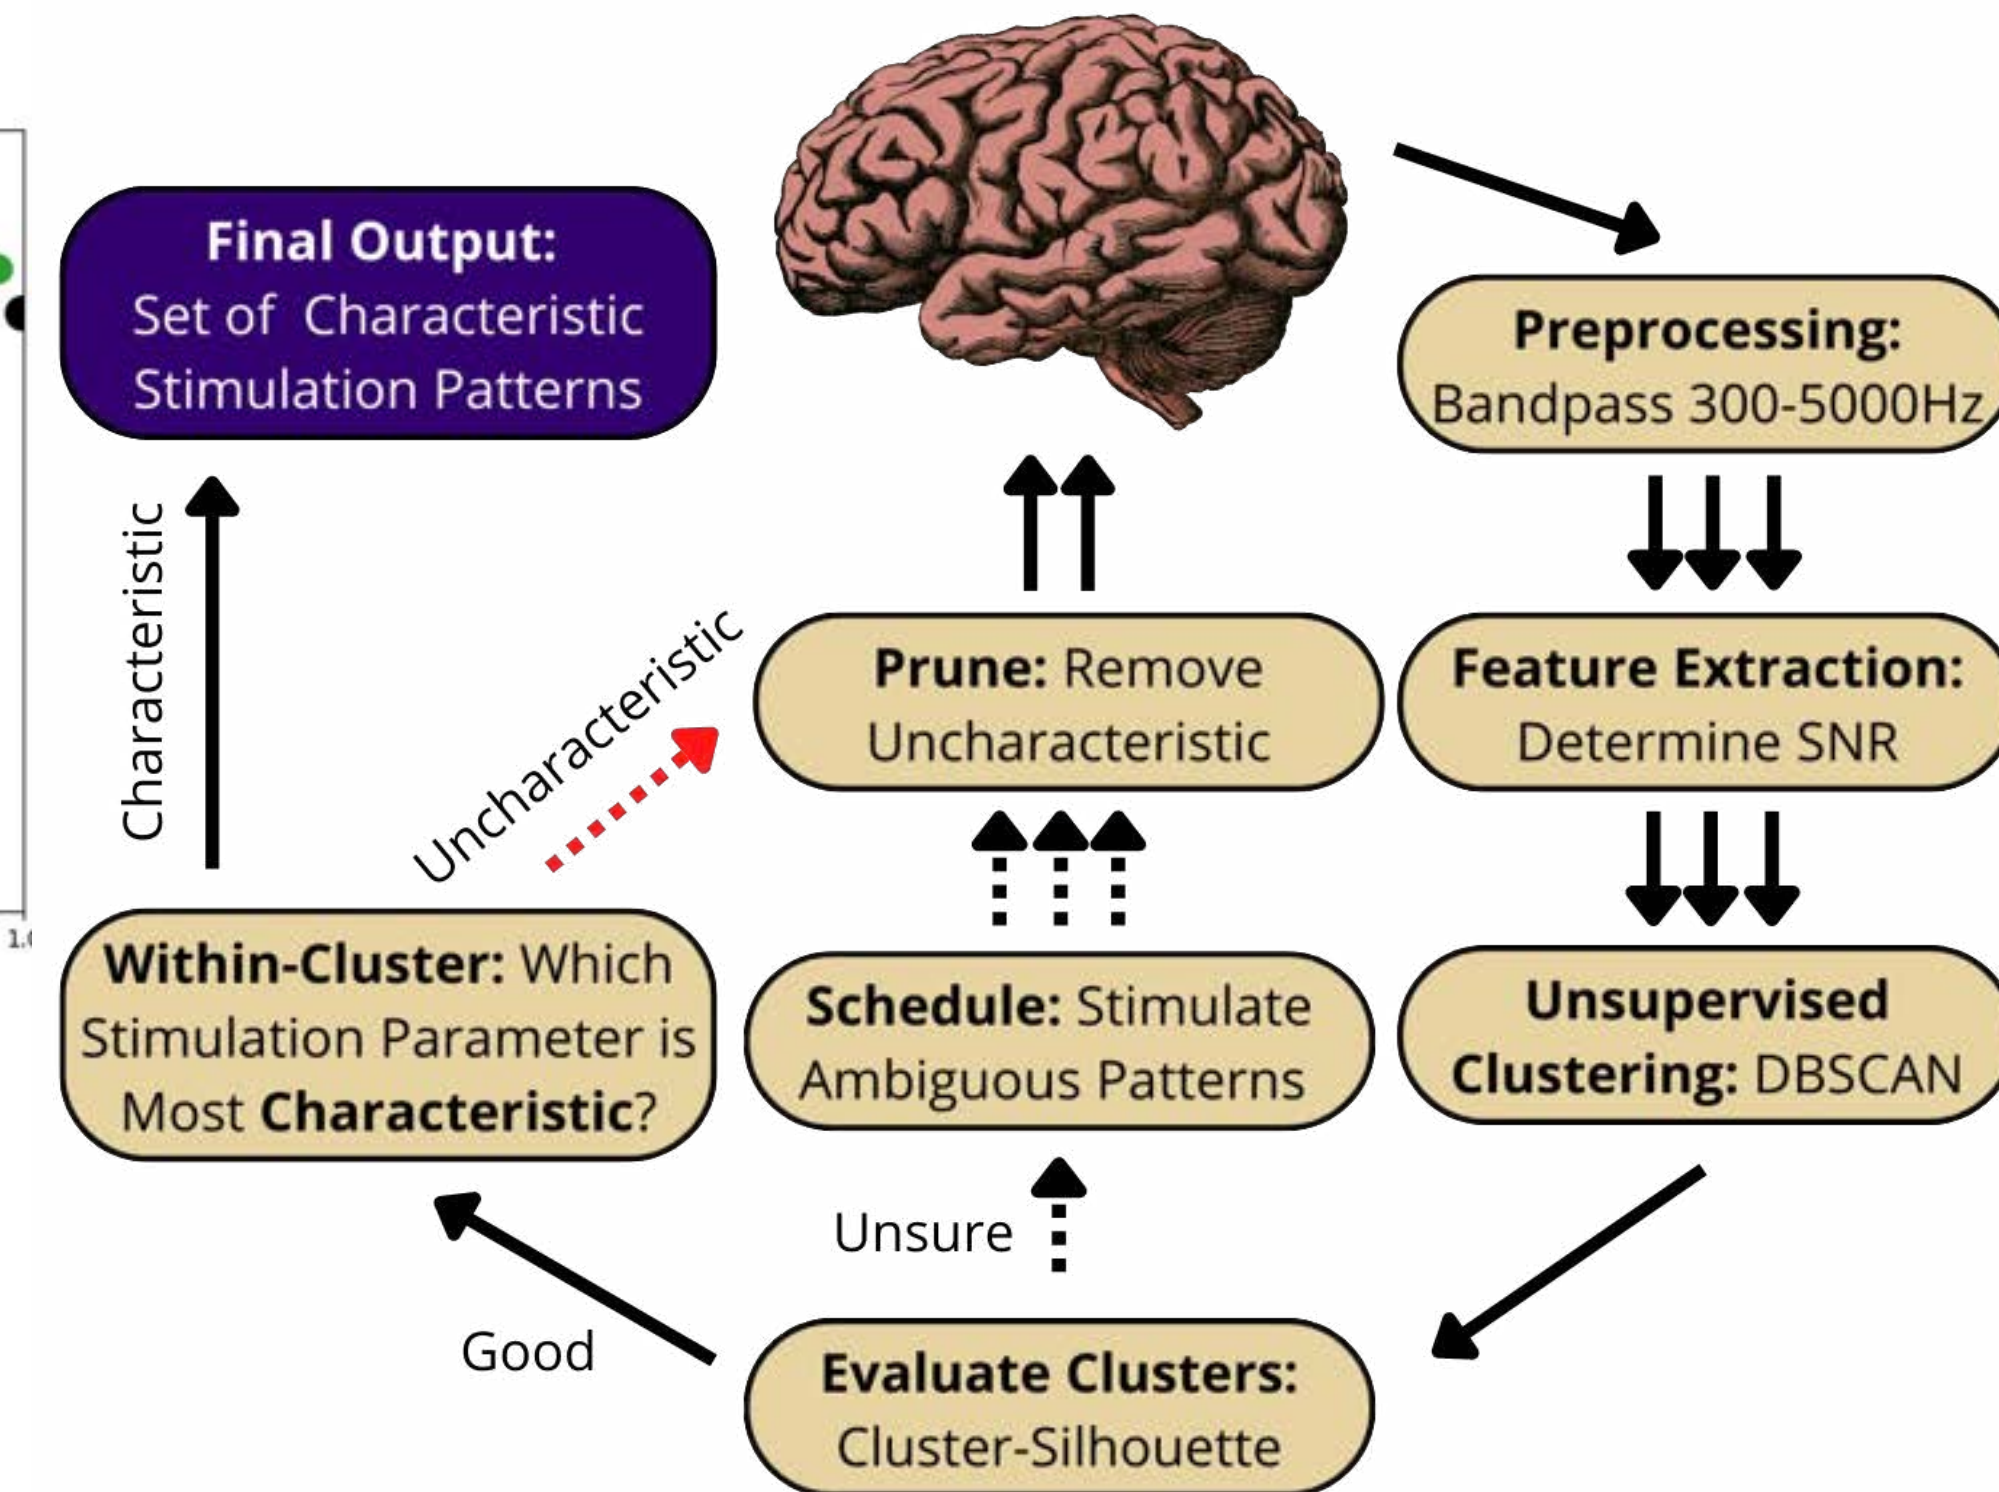 Final Output:
Set of Characteristic
Stimulation Patterns
Preprocessing:
Bandpass 300-5000Hz
Characteristic
Uncharacteristic
Prune: Remove
Uncharacteristic
Feature Extraction:
Determine SNR
Within-Cluster: Which
Stimulation Parameter is
Most Characteristic?
Schedule: Stimulate
Ambiguous Patterns
Unsupervised
Clustering: DBSCAN
Unsure
Good
Evaluate Clusters:
Cluster-Silhouette